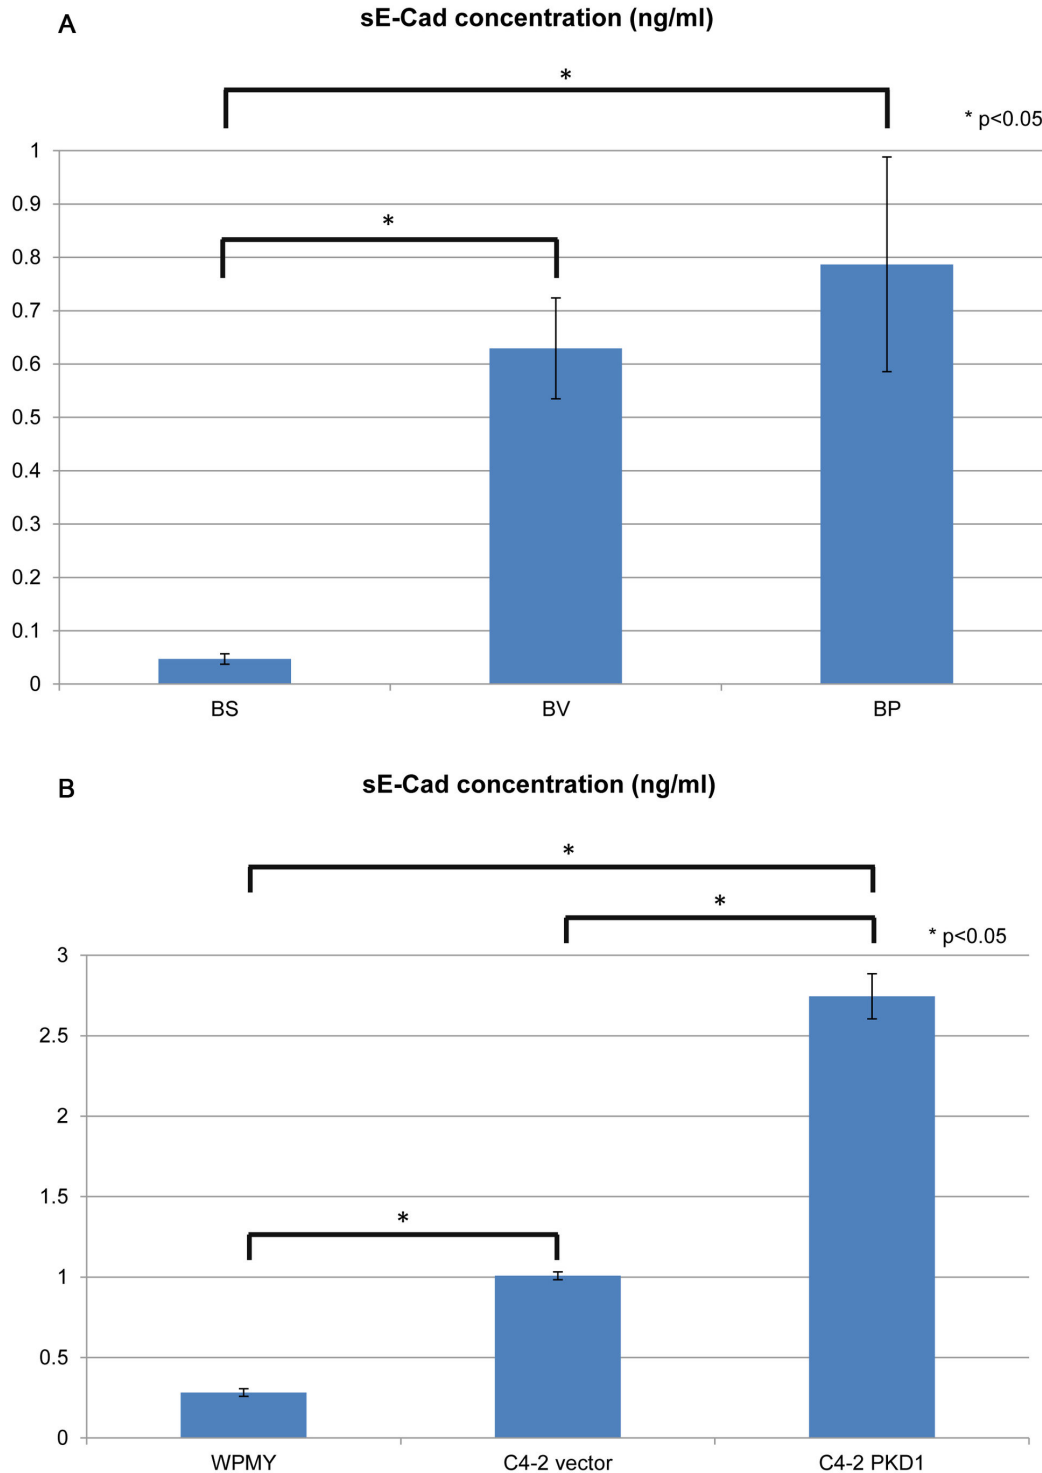 A
sE-Cad concentration (ng/ml)
*
* p<0.05
*
1
0.9
0.8
0.7
0.6
0.5
0.4
0.3
0.2
0.1
0
BS BV BP
B
sE-Cad concentration (ng/ml)
*
*
* p<0.05
3
2.5
2
1.5
*
1
0.5
0
WPMY C4-2 vector C4-2 PKD1